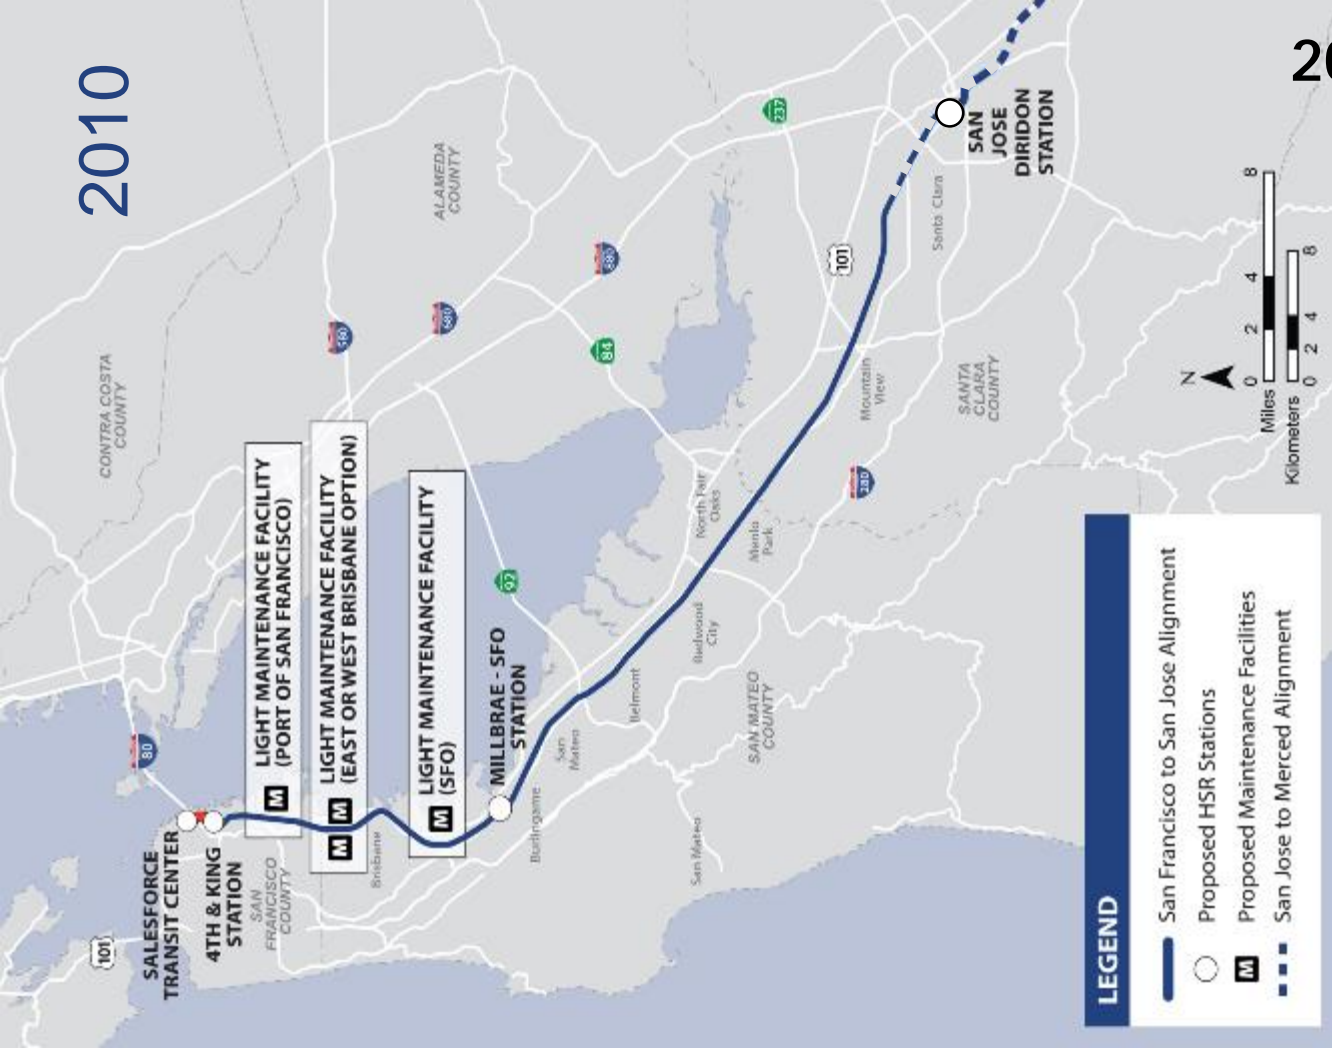 2010
20
CONTRA COSTA
COUNTY
ALAMEDA
COUNTY
580
680
880
237
84
92
80
101
101
280
SALESFORCE
TRANSIT CENTER
4TH & KING
STATION
SAN
FRANCISCO
COUNTY
LIGHT MAINTENANCE FACILITY
(PORT OF SAN FRANCISCO)
M
LIGHT MAINTENANCE FACILITY
(EAST OR WEST BRISBANE OPTION)
M M
Brisbane
LIGHT MAINTENANCE FACILITY
(SFO)
M
MILLBRAE - SFO
STATION
Burlingame
San
Mateo
Belmont
San Mateo
Redwood
City
North Fair
Oaks
Menlo
Park
SAN MATEO
COUNTY
Mountain
View
Santa Clara
SANTA
CLARA
COUNTY
SAN
JOSE
DIRIDON
STATION
N
0 2 4 8
Miles
Kilometers
0 2 4 8
LEGEND
San Francisco to San Jose Alignment
Proposed HSR Stations
M Proposed Maintenance Facilities
San Jose to Merced Alignment